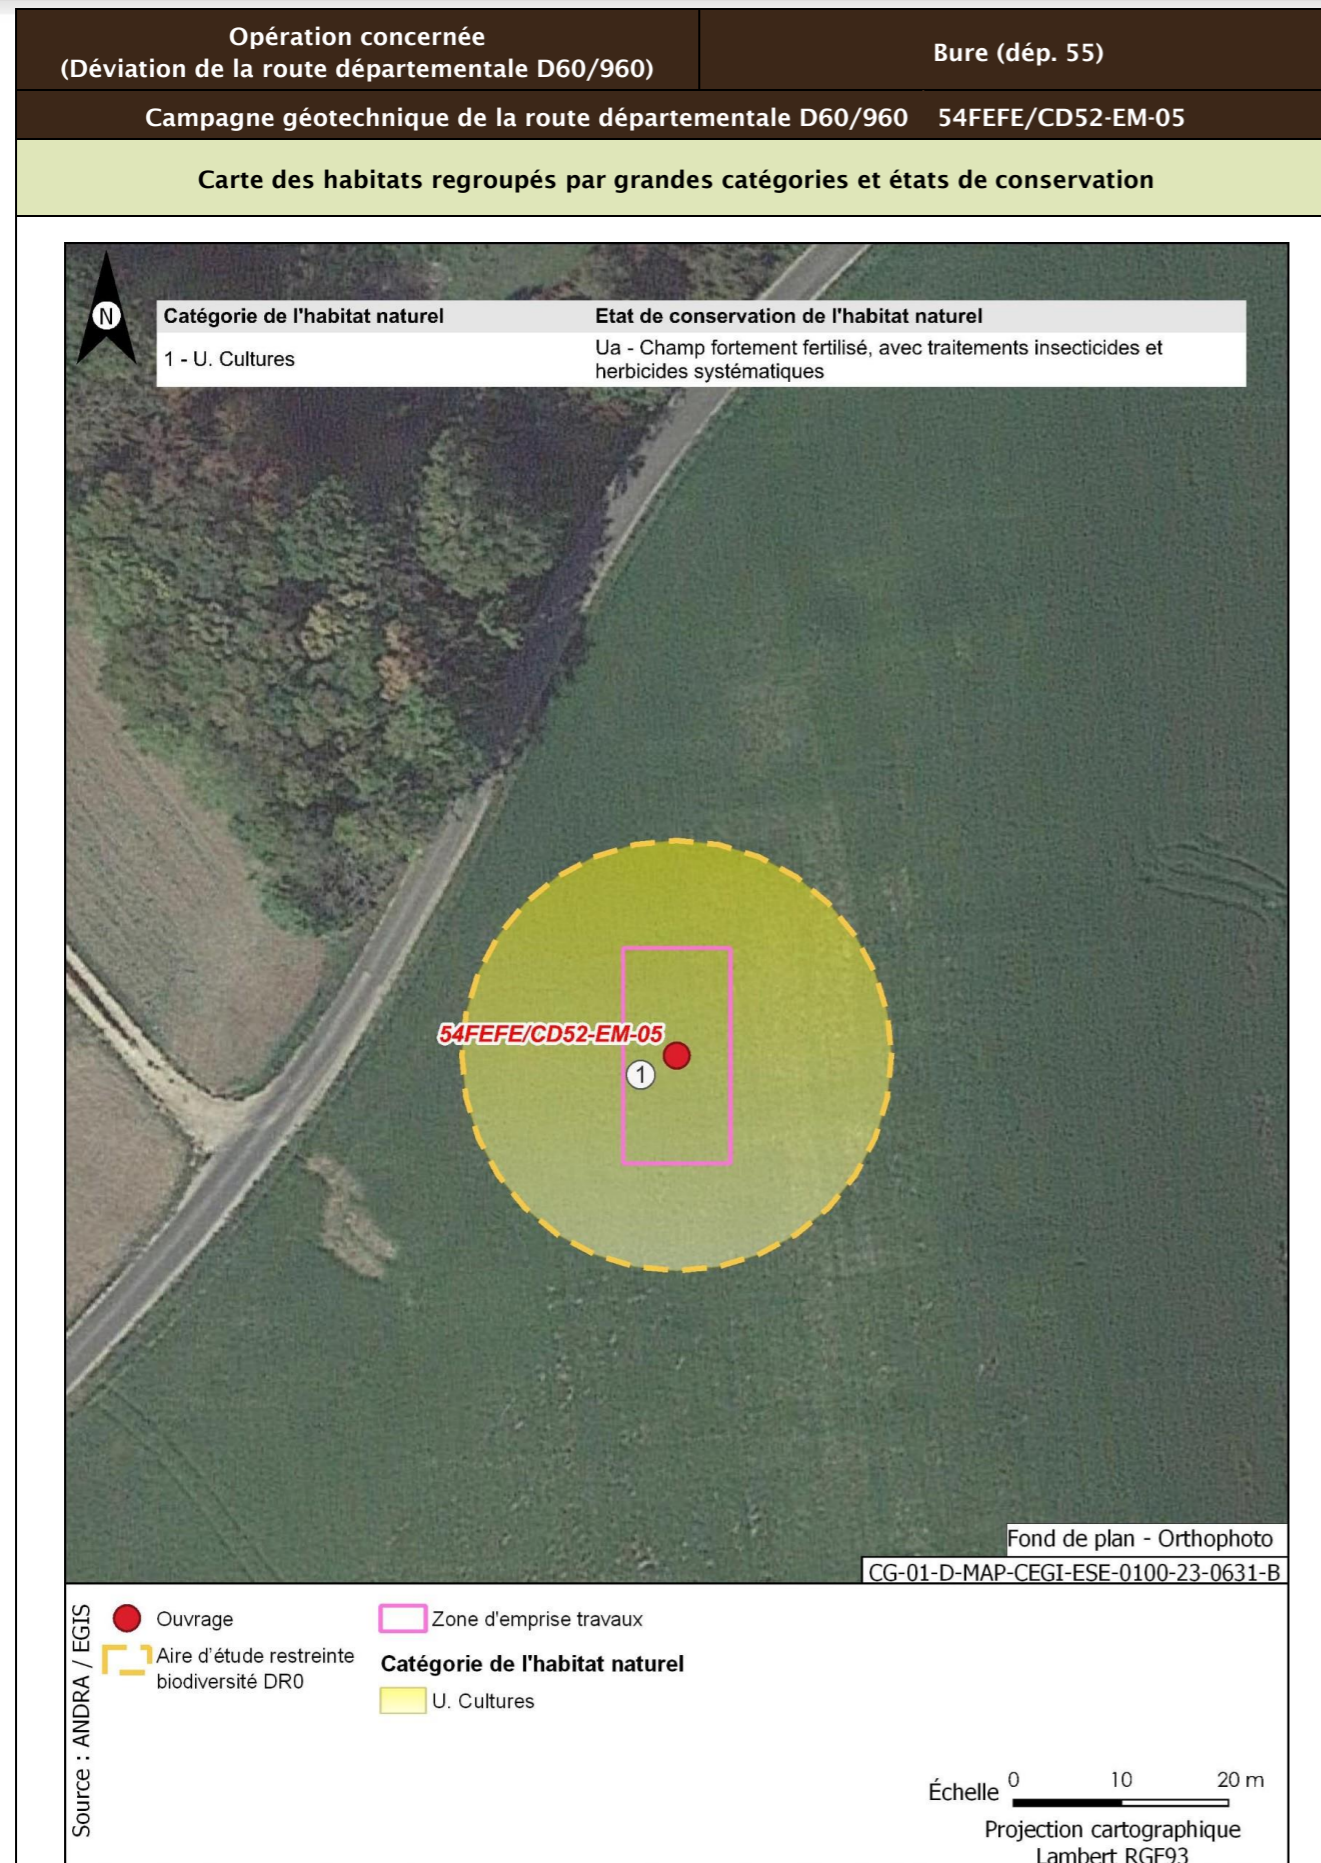 Opération concernée
(Déviation de la route départementale D60/960)
Bure (dép. 55)
Campagne géotechnique de la route départementale D60/960 54FEFE/CD52-EM-05
Carte des habitats regroupés par grandes catégories et états de conservation
N
Catégorie de l'habitat naturel
Etat de conservation de l'habitat naturel
1 - U. Cultures
Ua - Champ fortement fertilisé, avec traitements insecticides et
herbicides systématiques
54FEFE/CD52-EM-05
1
Fond de plan - Orthophoto
CG-01-D-MAP-CEGI-ESE-0100-23-0631-B
Source : ANDRA / EGIS
Ouvrage
Aire d'étude restreinte
biodiversité DR0
Zone d'emprise travaux
Catégorie de l'habitat naturel
U. Cultures
Échelle 0 10 20 m
Projection cartographique
Lambert RGF93